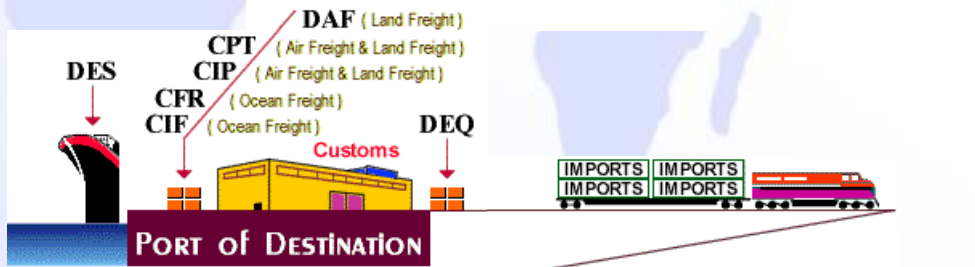 DAF ( Land Freight )
CPT ( Air Freight & Land Freight )
DES CIP ( Air Freight & Land Freight )
CFR ( Ocean Freight )
CIF ( Ocean Freight ) DEQ
Customs
IMPORTS IMPORTS
IMPORTS IMPORTS
PORT OF DESTINATION